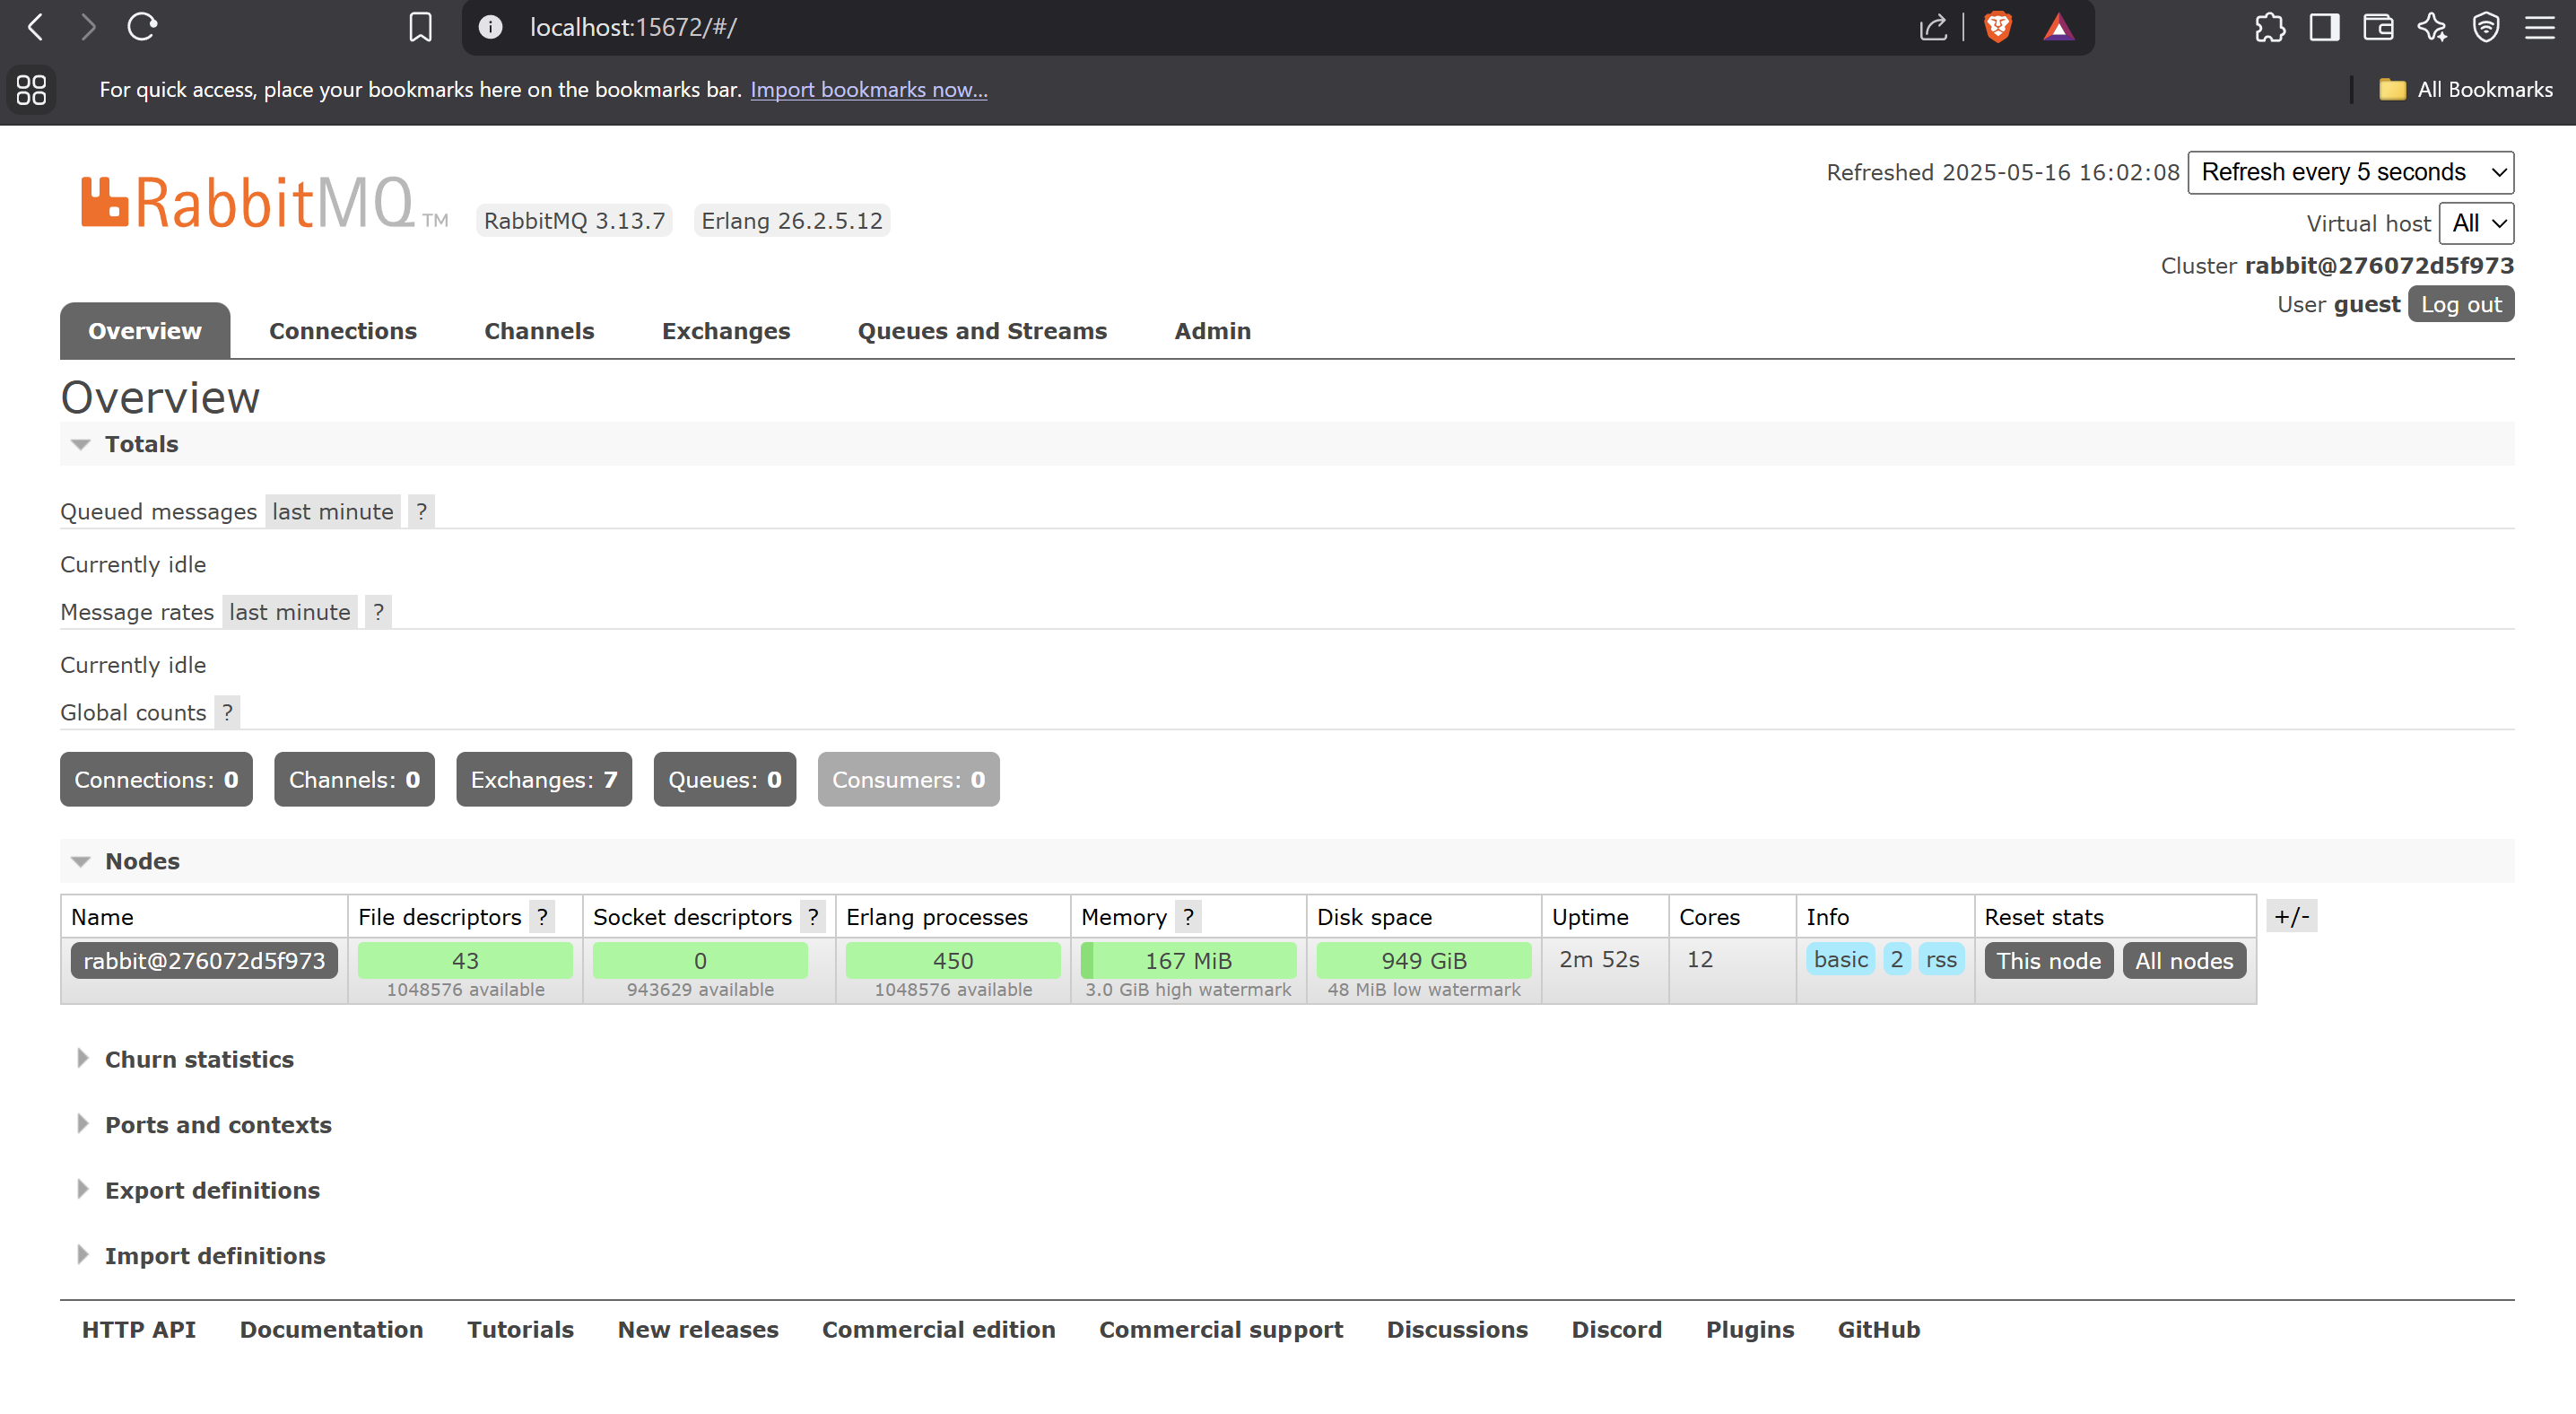 localhost:15672/#/
For quick access, place your bookmarks here on the bookmarks bar. Import bookmarks now...
All Bookmarks
RabbitMQ TM RabbitMQ 3.13.7 Erlang 26.2.5.12
Refreshed 2025-05-16 16:02:08 Refresh every 5 seconds
Virtual host All
Cluster rabbit@276072d5f973
User guest Log out
Overview Connections Channels Exchanges Queues and Streams Admin
Overview
Totals
Queued messages last minute ?
Currently idle
Message rates last minute ?
Currently idle
Global counts ?
Connections: 0 Channels: 0 Exchanges: 7 Queues: 0 Consumers: 0
Nodes
Name File descriptors ? Socket descriptors ? Erlang processes Memory ? Disk space Uptime Cores Info Reset stats +/-
rabbit@276072d5f973 43 0 450 167 MiB 949 GiB 2m 52s 12 basic 2 rss This node All nodes
1048576 available 943629 available 1048576 available 3.0 GiB high watermark 48 MiB low watermark
Churn statistics
Ports and contexts
Export definitions
Import definitions
HTTP API Documentation Tutorials New releases Commercial edition Commercial support Discussions Discord Plugins GitHub